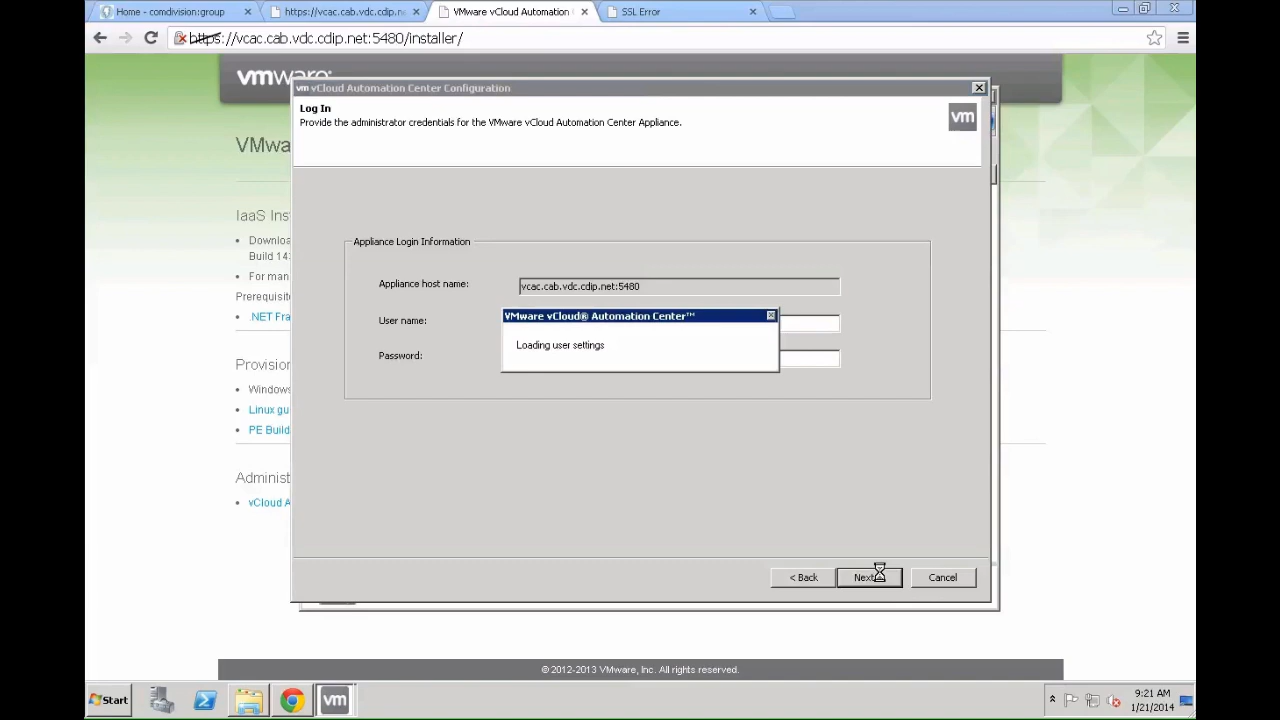 Home - comdivision:group
https://vcac.cab.vdc.cdip.ne
VMware vCloud Automation
SSL Error
https://vcac.cab.vdc.cdip.net:5480/installer/
vmware
vm vCloud Automation Center Configuration
Log In
Provide the administrator credentials for the VMware vCloud Automation Center Appliance.
vm
VMwa
IaaS Ins
Downloa
Build 14
For man
Prerequisite
.NET Fra
Provision
Windows
Linux gu
PE Build
Administ
vCloud A
Appliance Login Information
Appliance host name:
vcac.cab.vdc.cdip.net:5480
User name:
Password:
VMware vCloud® Automation Center™
Loading user settings
< Back
Next
Cancel
© 2012-2013 VMware, Inc. All rights reserved.
Start
vm
9:21 AM
1/21/2014